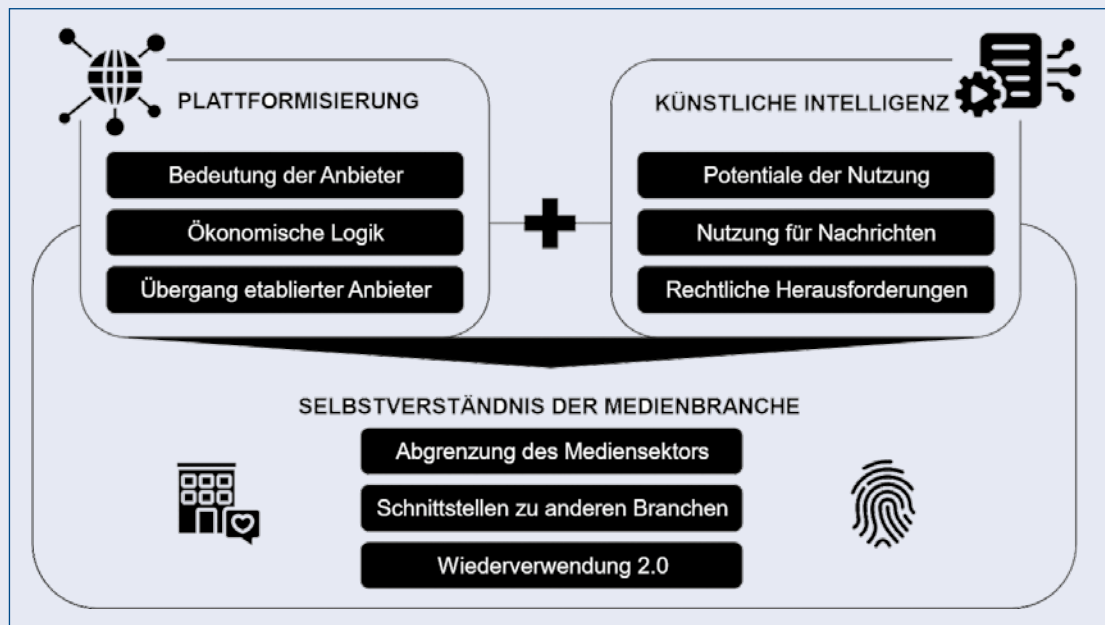 PLATTFORMISIERUNG
Bedeutung der Anbieter
Ökonomische Logik
Übergang etablierter Anbieter
KÜNSTLICHE INTELLIGENZ
Potentiale der Nutzung
Nutzung für Nachrichten
Rechtliche Herausforderungen
SELBSTVERSTÄNDNIS DER MEDIENBRANCHE
Abgrenzung des Mediensektors
Schnittstellen zu anderen Branchen
Wiederverwendung 2.0